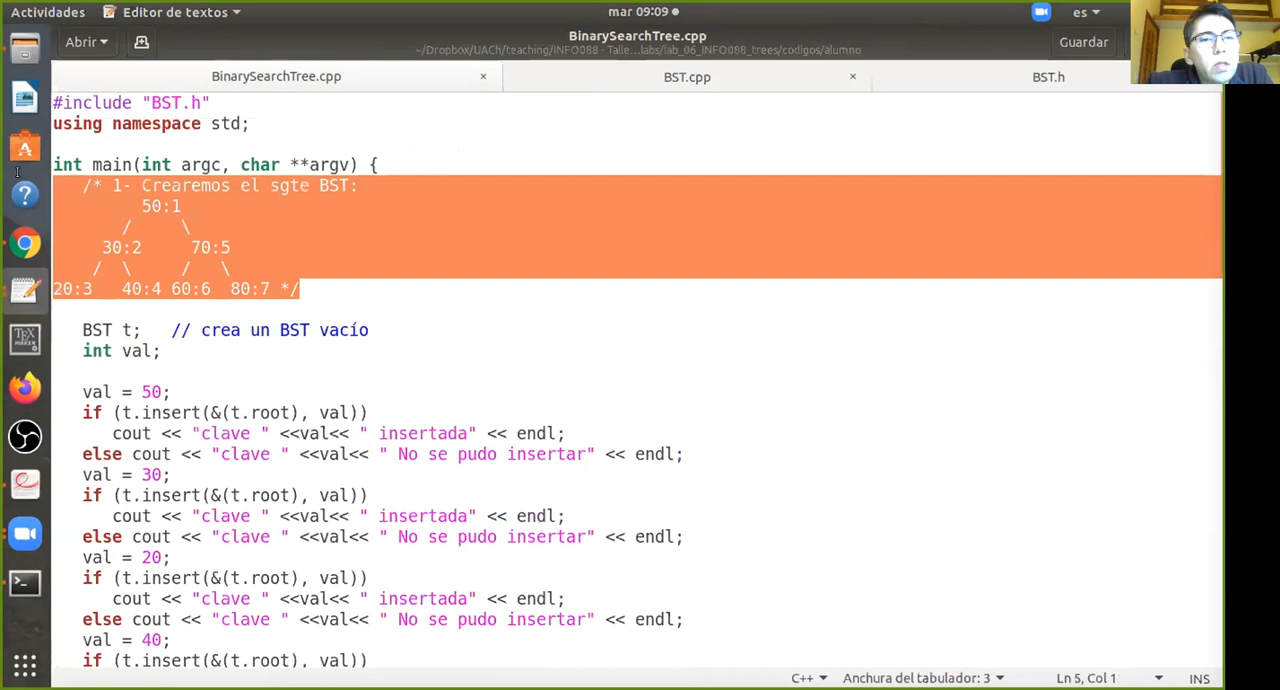 Actividades Editor de textos mar 09:09 es
Abrir BinarySearchTree.cpp Guardar
~/Dropbox/UACh/teaching/INFO088 - Talle...labs/lab_06_INFO088_trees/codigos/alumno
BinarySearchTree.cpp × BST.cpp × BST.h
#include "BST.h"
using namespace std;
int main(int argc, char **argv) {
/* 1- Crearemos el sgte BST:
50:1
/ \
30:2 70:5
/ \ / \
20:3 40:4 60:6 80:7 */
BST t; // crea un BST vacío
int val;
val = 50;
if (t.insert(&(t.root), val))
cout << "clave " <<val<< " insertada" << endl;
else cout << "clave " <<val<< " No se pudo insertar" << endl;
val = 30;
if (t.insert(&(t.root), val))
cout << "clave " <<val<< " insertada" << endl;
else cout << "clave " <<val<< " No se pudo insertar" << endl;
val = 20;
if (t.insert(&(t.root), val))
cout << "clave " <<val<< " insertada" << endl;
else cout << "clave " <<val<< " No se pudo insertar" << endl;
val = 40;
if (t.insert(&(t.root), val))
C++ Anchura del tabulador: 3 Ln 5, Col 1 INS